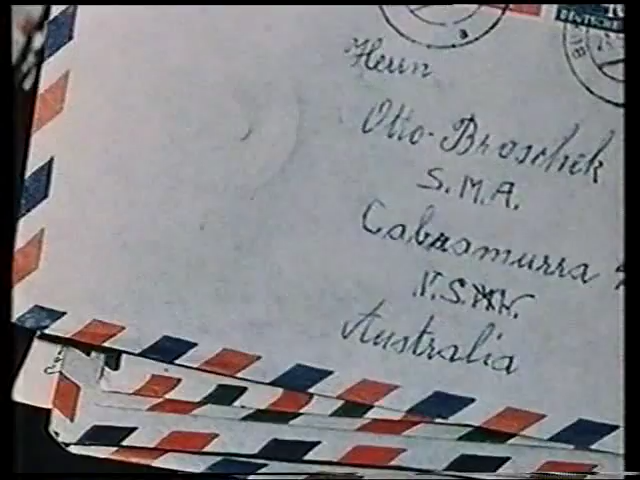 Herrn
Otto Broschek
S.M.A.
Cabramurra
N.S.W.
Australia